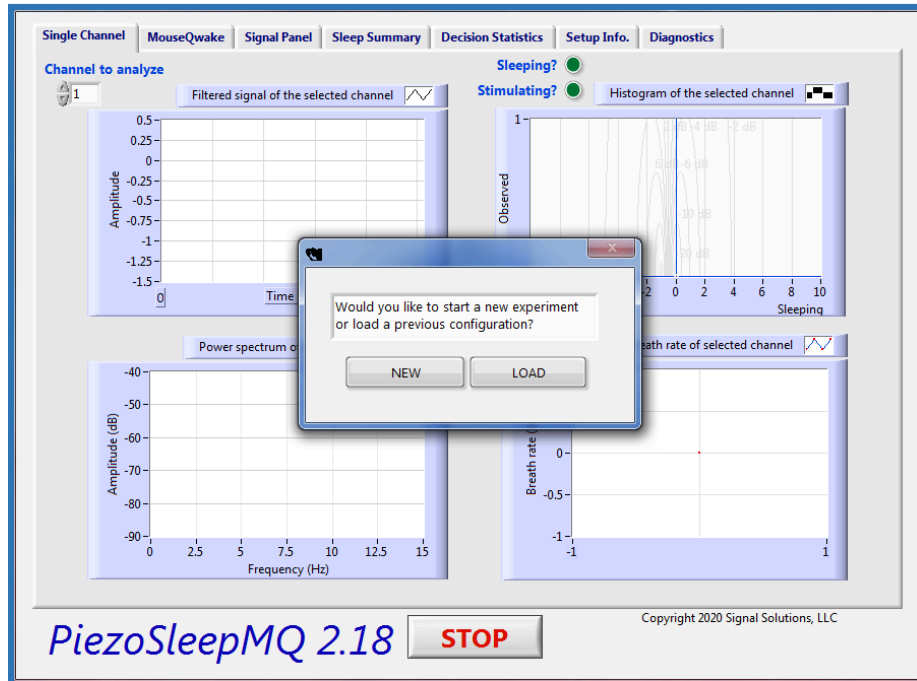 Single Channel
MouseQwake
Signal Panel
Sleep Summary
Decision Statistics
Setup Info.
Diagnostics
Channel to analyze
1
Sleeping?
Stimulating?
Filtered signal of the selected channel
Histogram of the selected channel
Amplitude
0.5
0.25
0
-0.25
-0.5
-0.75
-1
-1.25
-1.5
0
Time
Observed
1
-4 dB
-2 dB
-6 dB
-10 dB
-20 dB
0
2
4
6
8
10
Sleeping
Would you like to start a new experiment
or load a previous configuration?
NEW
LOAD
Power spectrum
Amplitude (dB)
-40
-50
-60
-70
-80
-90
0
2.5
5
7.5
10
12.5
15
Frequency (Hz)
rate of selected channel
Breath rate
0
-0.5
-1
-1
1
PiezoSleepMQ 2.18
STOP
Copyright 2020 Signal Solutions, LLC